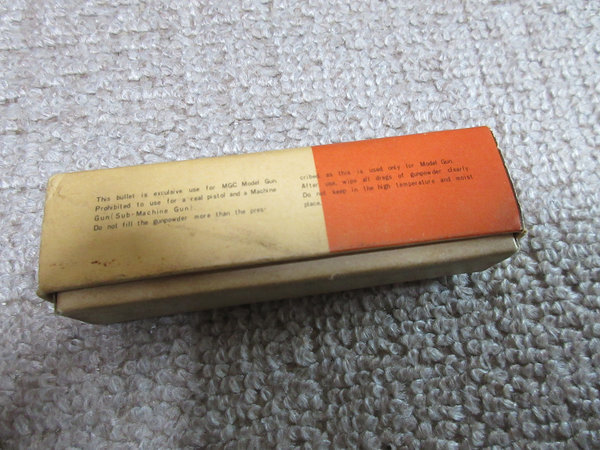 This bullet is exculaive use for MGC Model Gun.
Prohibited to use for a real pistol and a Machine
Gun(Sub-Machine Gun)
Do not fill the gunpowder more than the pres-
cribed as this is used only for Model Gun.
After use, wipe all dregs of gunpowder clearly
Do not keep in the high temperature and moist
place.